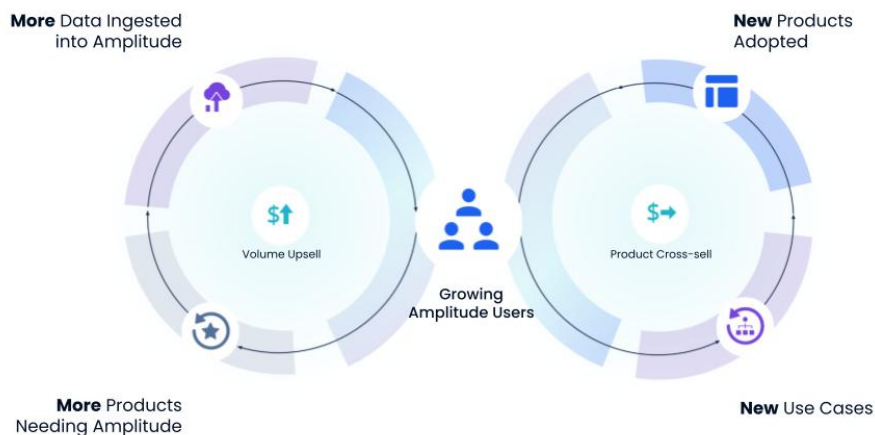 More Data Ingested
into Amplitude
New Products
Adopted
$
Volume Upsell
$
Product Cross-sell
Growing
Amplitude Users
More Products
Needing Amplitude
New Use Cases